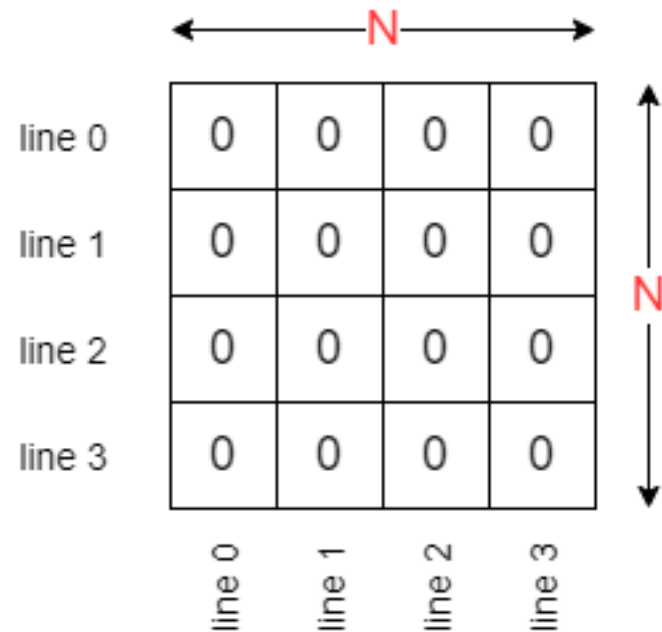 N
line 0 0 0 0 0
line 1 0 0 0 0
N
line 2 0 0 0 0
line 3 0 0 0 0
line 0 line 1 line 2 line 3